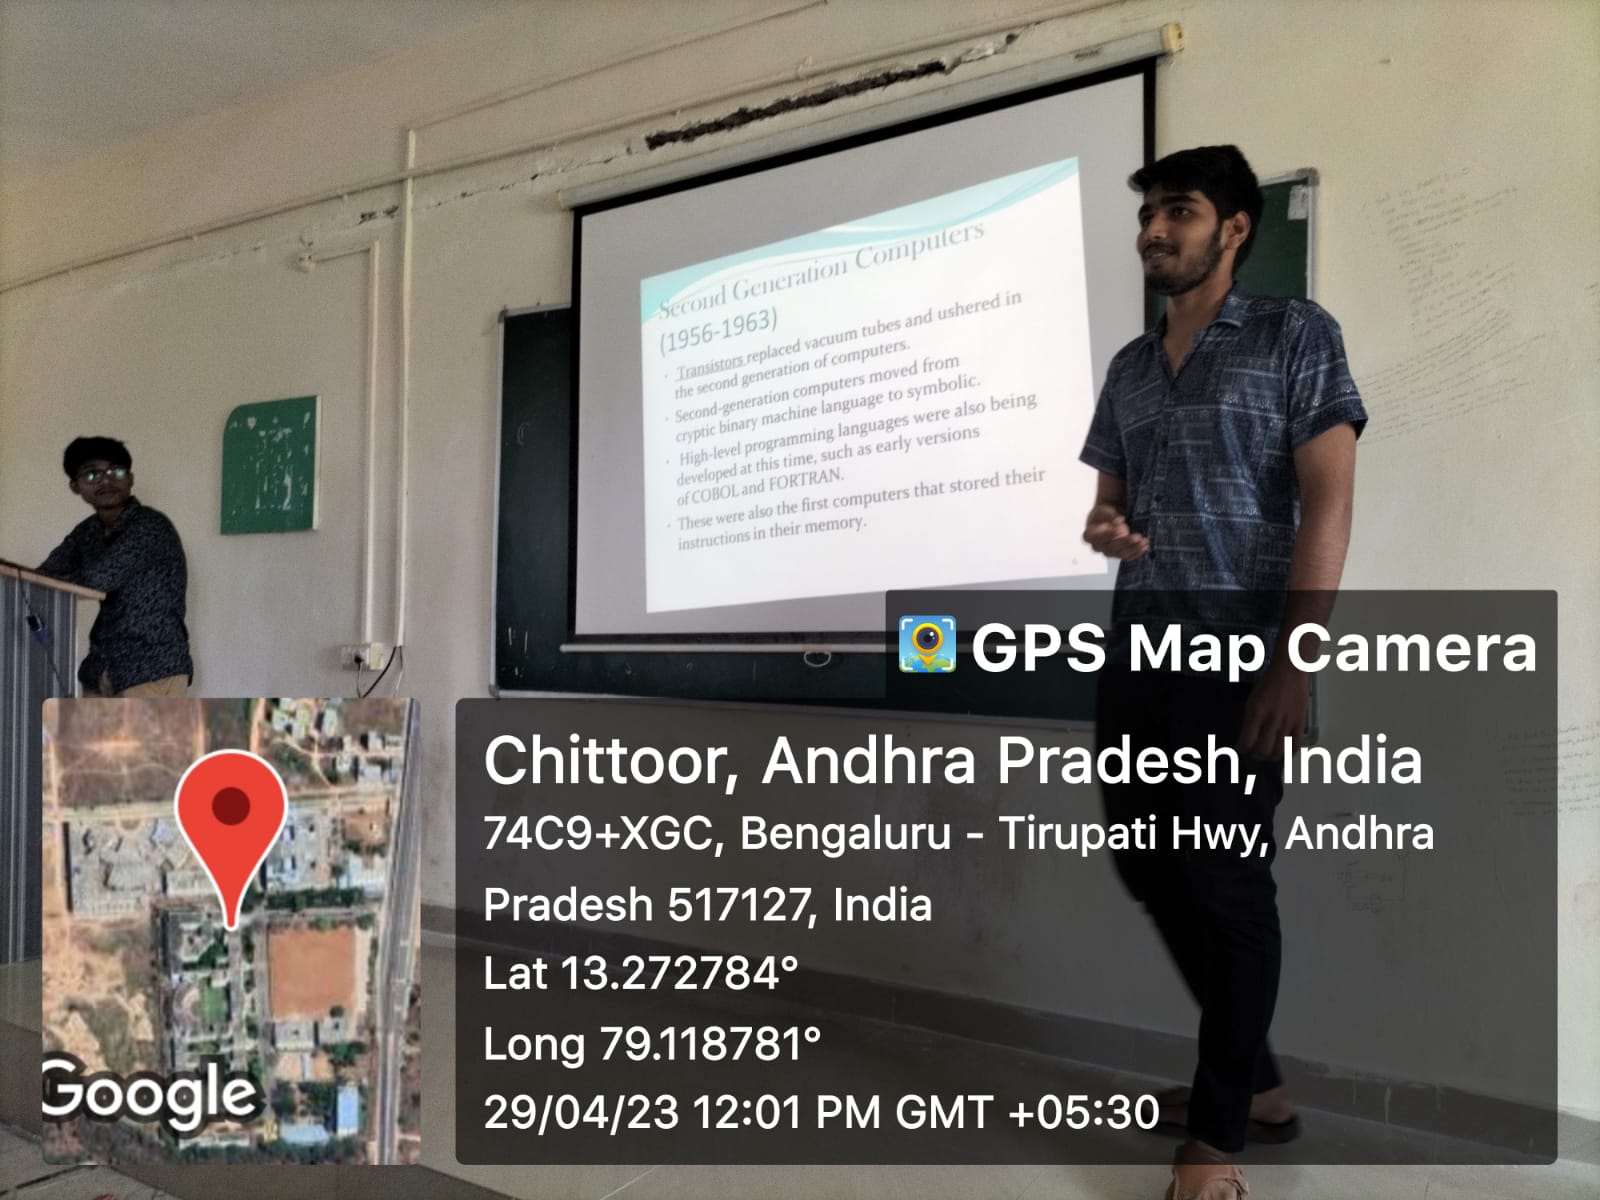 Second Generation Computers
(1956-1963)
• Transistors replaced vacuum tubes and ushered in
the second generation of computers.
• Second-generation computers moved from
cryptic binary machine language to symbolic.
• High-level programming languages were also being
developed at this time, such as early versions
of COBOL and FORTRAN.
• These were also the first computers that stored their
instructions in their memory.
6
GPS Map Camera
Chittoor, Andhra Pradesh, India
74C9+XGC, Bengaluru - Tirupati Hwy, Andhra
Pradesh 517127, India
Lat 13.272784°
Long 79.118781°
29/04/23 12:01 PM GMT +05:30
Google